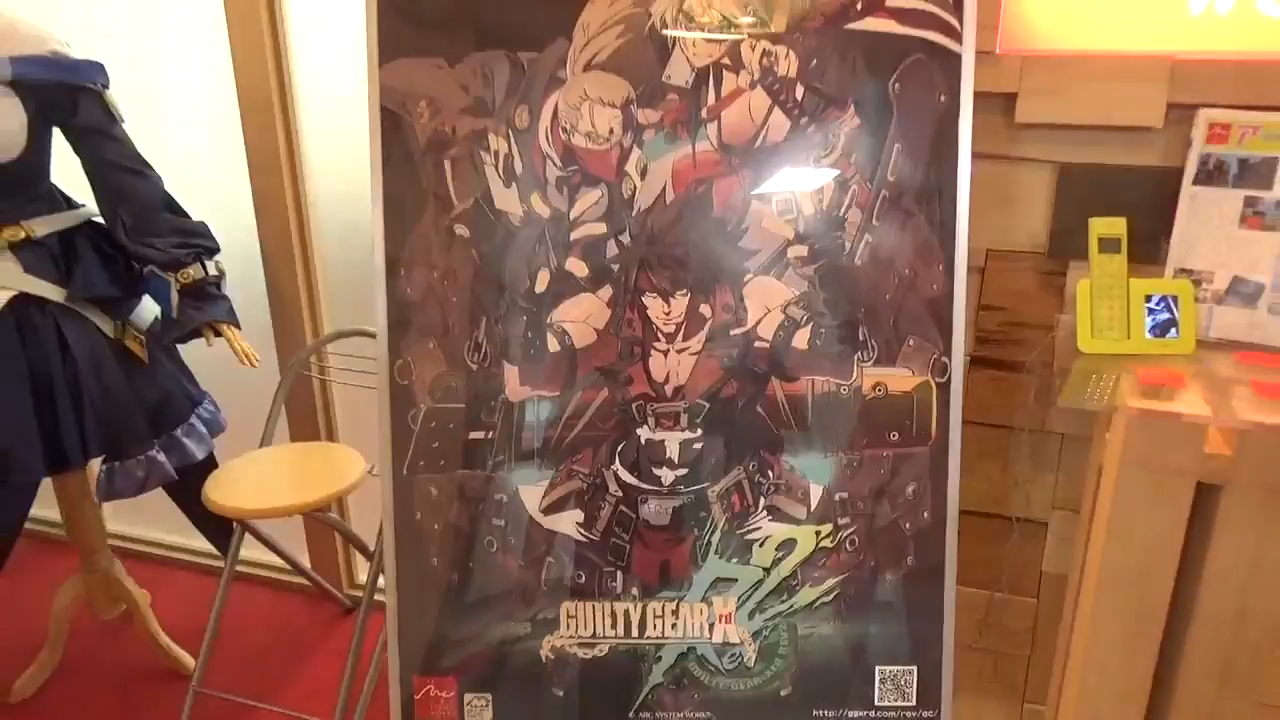 GUILTY GEAR Xrd
Rev 2
GUILTY GEAR Xrd REV 2
© ARC SYSTEM WORKS
http://ggxrd.com/rev/ac/